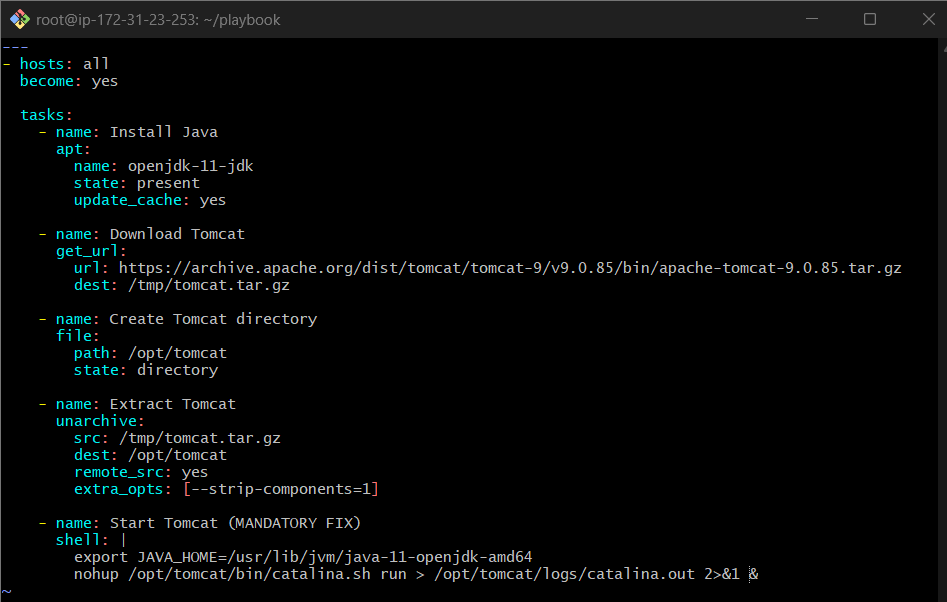 root@ip-172-31-23-253: ~/playbook
---
- hosts: all
  become: yes

  tasks:
    - name: Install Java
      apt:
        name: openjdk-11-jdk
        state: present
        update_cache: yes

    - name: Download Tomcat
      get_url:
        url: https://archive.apache.org/dist/tomcat/tomcat-9/v9.0.85/bin/apache-tomcat-9.0.85.tar.gz
        dest: /tmp/tomcat.tar.gz

    - name: Create Tomcat directory
      file:
        path: /opt/tomcat
        state: directory

    - name: Extract Tomcat
      unarchive:
        src: /tmp/tomcat.tar.gz
        dest: /opt/tomcat
        remote_src: yes
        extra_opts: [--strip-components=1]

    - name: Start Tomcat (MANDATORY FIX)
      shell: |
        export JAVA_HOME=/usr/lib/jvm/java-11-openjdk-amd64
        nohup /opt/tomcat/bin/catalina.sh run > /opt/tomcat/logs/catalina.out 2>&1 &
~